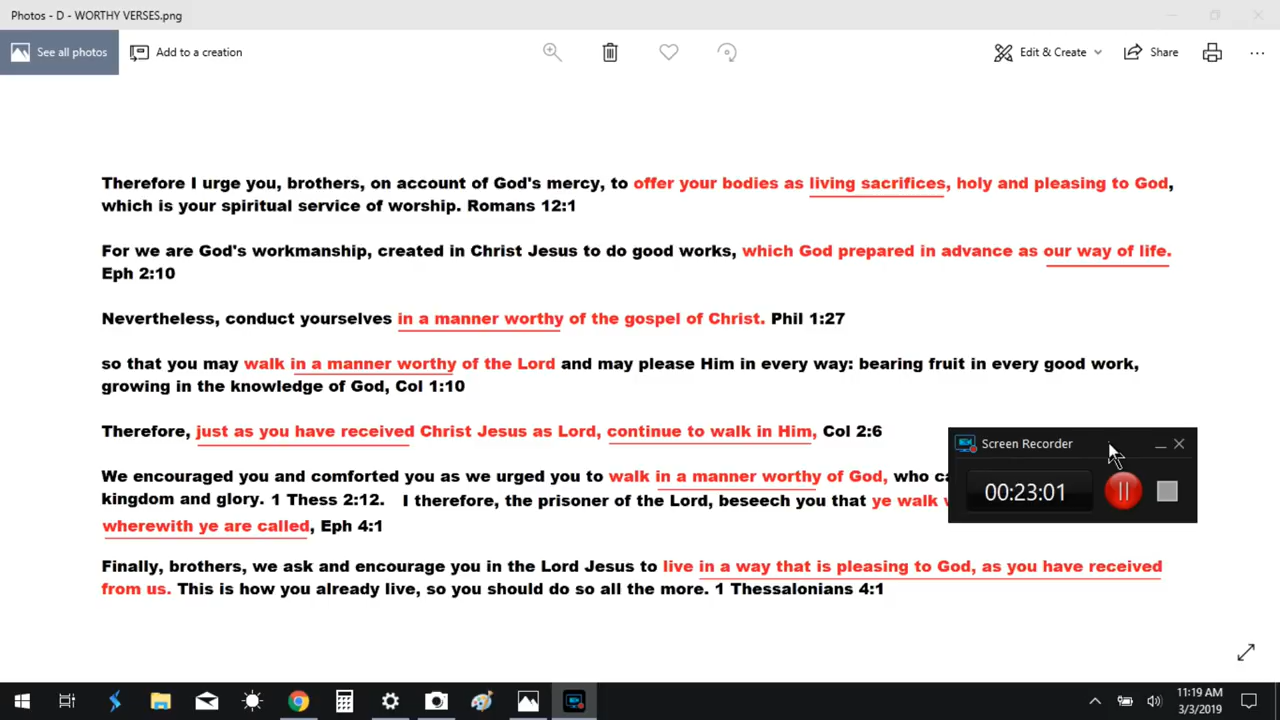 Photos - D - WORTHY VERSES.png
See all photos
Add to a creation
Edit & Create
Share
Therefore I urge you, brothers, on account of God's mercy, to offer your bodies as living sacrifices, holy and pleasing to God,
which is your spiritual service of worship. Romans 12:1
For we are God's workmanship, created in Christ Jesus to do good works, which God prepared in advance as our way of life.
Eph 2:10
Nevertheless, conduct yourselves in a manner worthy of the gospel of Christ. Phil 1:27
so that you may walk in a manner worthy of the Lord and may please Him in every way: bearing fruit in every good work,
growing in the knowledge of God, Col 1:10
Therefore, just as you have received Christ Jesus as Lord, continue to walk in Him, Col 2:6
Screen Recorder
00:23:01
We encouraged you and comforted you as we urged you to walk in a manner worthy of God, who
kingdom and glory. 1 Thess 2:12. I therefore, the prisoner of the Lord, beseech you that ye walk
wherewith ye are called, Eph 4:1
Finally, brothers, we ask and encourage you in the Lord Jesus to live in a way that is pleasing to God, as you have received
from us. This is how you already live, so you should do so all the more. 1 Thessalonians 4:1
11:19 AM
3/3/2019